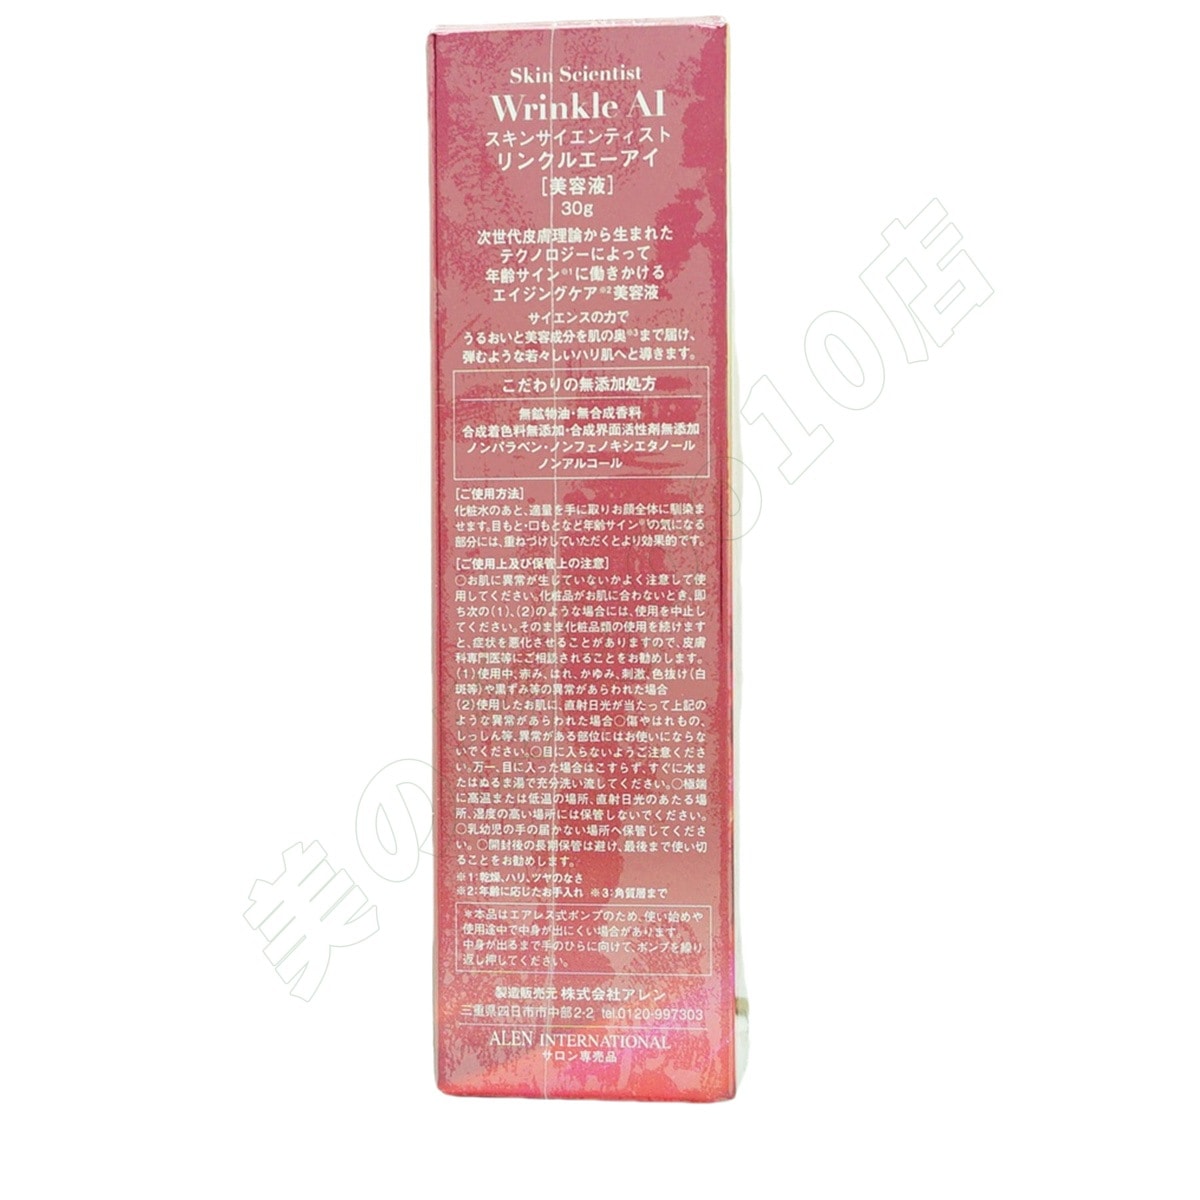 Skin Scientist
Wrinkle AI
スキンサイエンティスト
リンクルエーアイ
[美容液]
30g
次世代皮膚理論から生まれた
テクノロジーによって
年齢サイン※1に働きかける
エイジングケア※2美容液
サイエンスの力で
うるおいと美容成分を肌の奥※3まで届け、
弾むような若々しいハリ肌へと導きます。
こだわりの無添加処方
無鉱物油・無合成香料
合成着色料無添加・合成界面活性剤無添加
ノンパラベン・ノンフェノキシエタノール
ノンアルコール
[ご使用方法]
化粧水のあと、適量を手に取りお顔全体に馴染ま
せます。目もと・口もとなど年齢サイン※1の気になる
部分には、重ねづけしていただくとより効果的です。
[ご使用上及び保管上の注意]
○お肌に異常が生じていないかよく注意して使
用してください。化粧品がお肌に合わないとき、即
ち次の(1)、(2)のような場合には、使用を中止し
てください。そのまま化粧品類の使用を続けます
と、症状を悪化させることがありますので、皮膚
科専門医等にご相談されることをお勧めします。
(1)使用中、赤み、はれ、かゆみ、刺激、色抜け(白
斑等)や黒ずみ等の異常があらわれた場合
(2)使用したお肌に、直射日光が当たって上記の
ような異常があらわれた場合○傷やはれもの、
しっしん等、異常がある部位にはお使いにならな
いでください。○目に入らないようご注意くださ
い。万一、目に入った場合はこすらず、すぐに水ま
たはぬるま湯で充分洗い流してください。○極端
に高温または低温の場所、直射日光のあたる場
所、湿度の高い場所には保管しないでください。
○乳幼児の手の届かない場所へ保管してくださ
い。○開封後の長期保管は避け、最後まで使い切
ることをお勧めします。
※1:乾燥、ハリ、ツヤのなさ
※2:年齢に応じたお手入れ ※3:角質層まで
*本品はエアレス式ポンプのため、使い始めや
使用途中で中身が出にくい場合があります。
中身が出るまで手のひらに向けて、ポンプを繰り
返し押してください。
製造販売元 株式会社アレン
三重県四日市市中部2-2 tel.0120-997303
ALEN INTERNATIONAL
サロン専売品